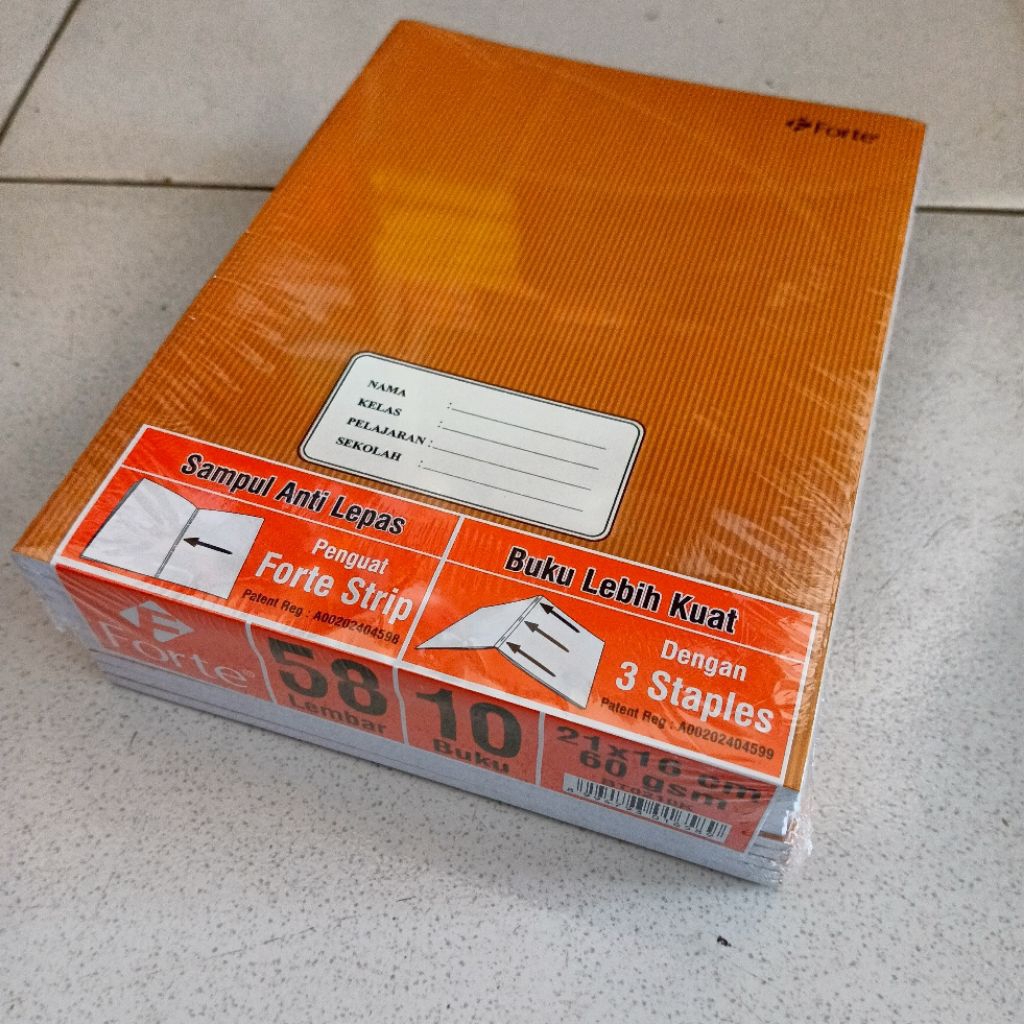 Forte
NAMA :
KELAS :
PELAJARAN :
SEKOLAH :
Sampul Anti Lepas
Penguat
Forte Strip
Patent Reg : A00202404598
Buku Lebih Kuat
Dengan
3 Staples
Patent Reg : A00202404599
Forte®
58
Lembar
10
Buku
21x16 cm
60 gsm